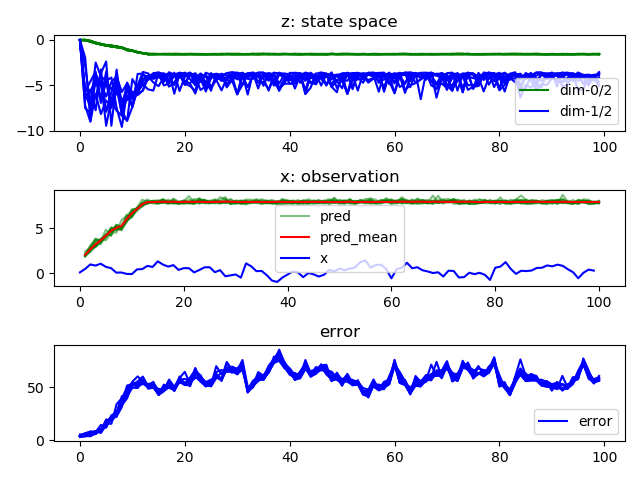 z: state space
0
−5
−10
dim-0/2
dim-1/2
0 20 40 60 80 100
x: observation
5
0
pred
pred_mean
x
0 20 40 60 80 100
error
50
0
error
0 20 40 60 80 100